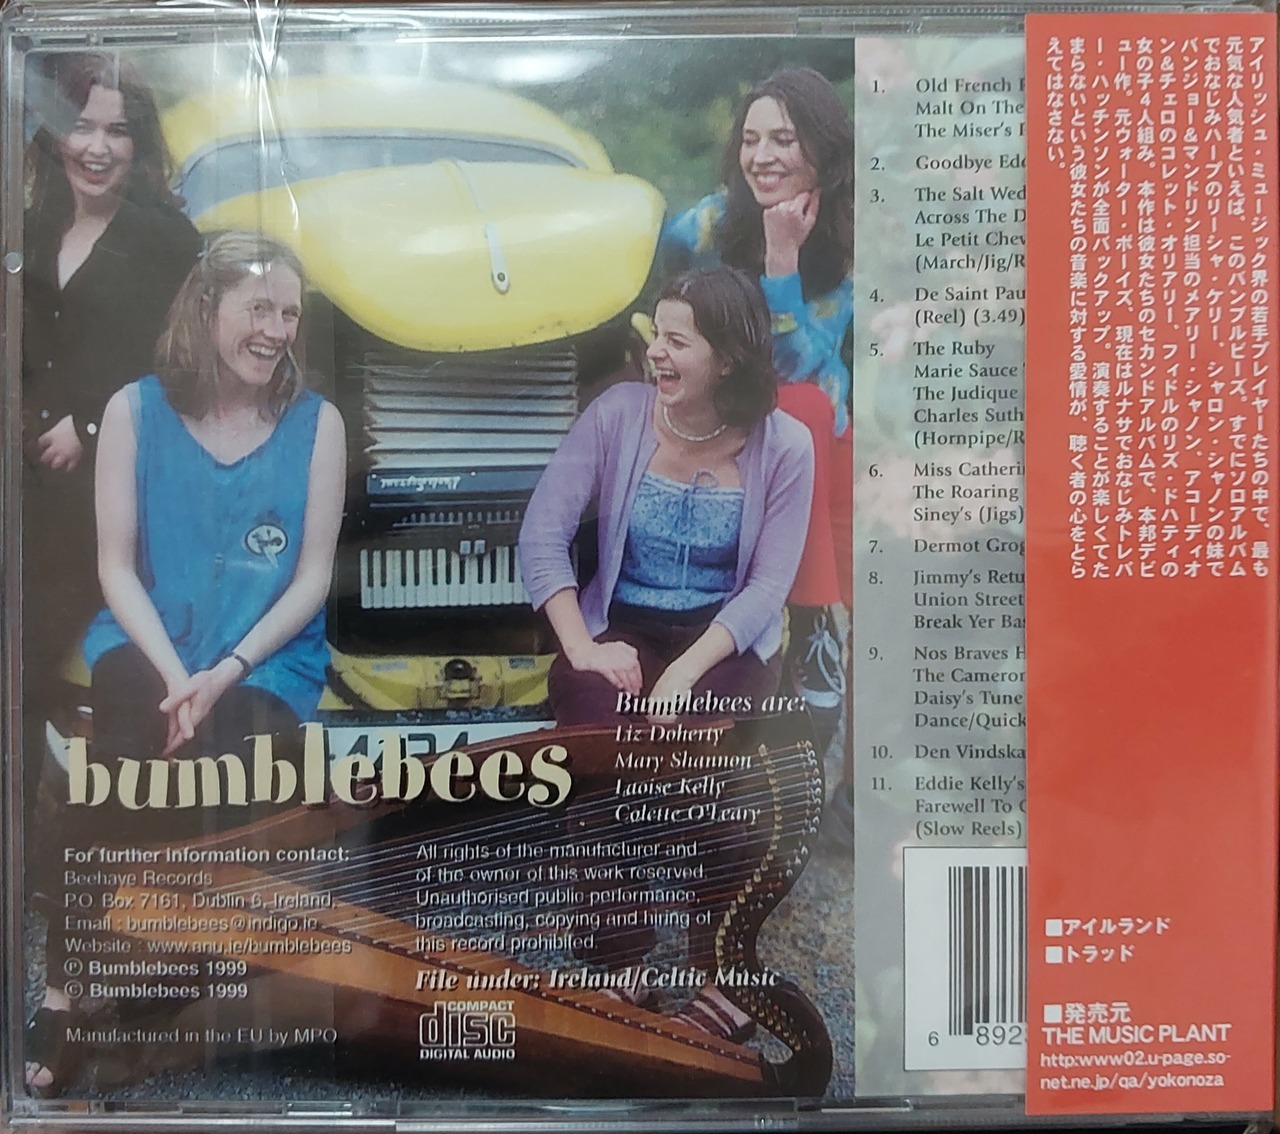 1. Old French
Malt On The
The Miser's
2. Goodbye
3. The Salt Wed
Across The D
Le Petit Chev
(March/Jig/R
4. De Saint Pau
(Reel) (3.49)
5. The Ruby
Marie Sauce
The Judique
Charles Suth
(Hornpipe/R
6. Miss Catheri
The Roaring
Siney's (Jigs)
7. Dermot Grog
8. Jimmy's Retu
Union Street
Break Yer Bas
9. Nos Braves H
The Cameron
Daisy's Tune
Dance/Quick
10. Den Vindska
11. Eddie Kelly's
Farewell To
(Slow Reels)
6 892
Bumblebees are:
Liz Doherty
Mary Shannon
Laoise Kelly
Colette O'Leary
bumblebees
For further information contact:
Beehave Records
P.O. Box 7161, Dublin 6, Ireland.
Email : bumblebees@indigo.ie
Website : www.anu.ie/bumblebees
Ⓟ Bumblebees 1999
© Bumblebees 1999
Manufactured in the EU by MPO
All rights of the manufacturer and
of the owner of this work reserved.
Unauthorised public performance,
broadcasting, copying and hiring of
this record prohibited.
File under: Ireland/Celtic Music
COMPACT
disc
DIGITAL AUDIO
アイリッシュ・ミュージック界の若手プレイヤーたちの中で、最も
元気な人気者といえば、このバンブルビーズ。すでにソロアルバム
でおなじみハープのリーシャ・ケリー、シャロン・シャノンの妹で
バンジョー&マンドリン担当のメアリー・シャノン、アコーディオ
ン&チェロのコレット・オリアリー、フィドルのリズ・ドハティの
女の子4人組み。本作は彼女たちのセカンドアルバムで、本邦デビ
ュー作。元ウォーター・ボーイズ、現在はルナサでおなじみトレバ
ー・ハッチンソンが全面バックアップ。演奏することが楽しくてた
まらないという彼女たちの音楽に対する愛情が、聴く者の心をとら
えてはなさない。
■アイルランド
■トラッド
■発売元
THE MUSIC PLANT
http:www02.u-page.so-
net.ne.jp/qa/yokonoza